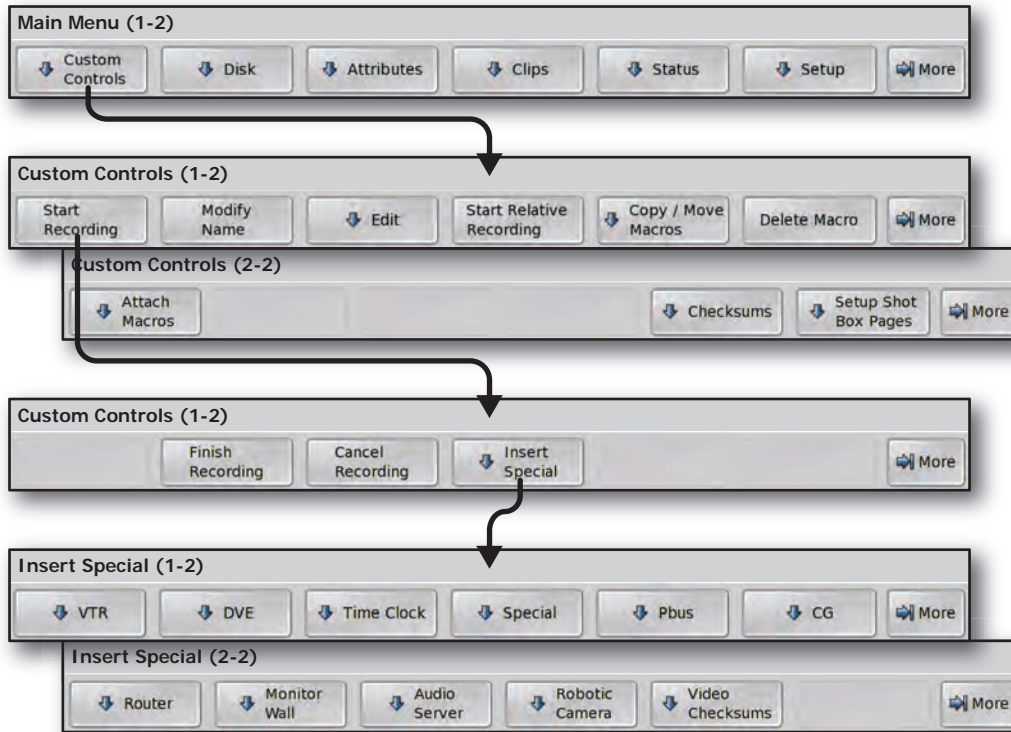 Main Menu (1-2)
Custom Controls
Disk
Attributes
Clips
Status
Setup
More
Custom Controls (1-2)
Start Recording
Modify Name
Edit
Start Relative Recording
Copy / Move Macros
Delete Macro
More
Custom Controls (2-2)
Attach Macros
Checksums
Setup Shot Box Pages
More
Custom Controls (1-2)
Finish Recording
Cancel Recording
Insert Special
More
Insert Special (1-2)
VTR
DVE
Time Clock
Special
Pbus
CG
More
Insert Special (2-2)
Router
Monitor Wall
Audio Server
Robotic Camera
Video Checksums
More